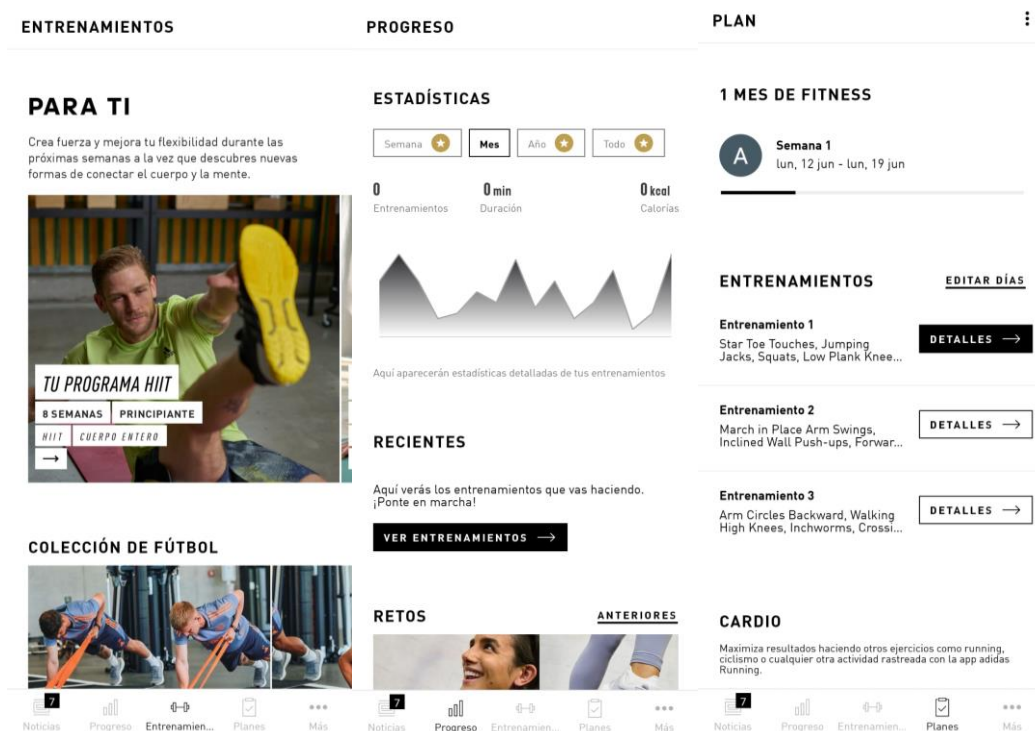 ENTRENAMIENTOS
PARA TI
Crea fuerza y mejora tu flexibilidad durante las
próximas semanas a la vez que descubres nuevas
formas de conectar el cuerpo y la mente.
TU PROGRAMA HIIT
8 SEMANAS PRINCIPIANTE
HIIT CUERPO ENTERO
COLECCIÓN DE FÚTBOL
7
Noticias Progreso Entrenamien... Planes Más
PROGRESO
ESTADÍSTICAS
Semana Mes Año Todo
0 0 min 0 kcal
Entrenamientos Duración Calorías
Aquí aparecerán estadísticas detalladas de tus entrenamientos
RECIENTES
Aquí verás los entrenamientos que vas haciendo.
¡Ponte en marcha!
VER ENTRENAMIENTOS
RETOS ANTERIORES
7
Noticias Progreso Entrenamien... Planes Más
PLAN
1 MES DE FITNESS
A
Semana 1
lun, 12 jun - lun, 19 jun
ENTRENAMIENTOS EDITAR DÍAS
Entrenamiento 1
Star Toe Touches, Jumping
Jacks, Squats, Low Plank Knee...
DETALLES
Entrenamiento 2
March in Place Arm Swings,
Inclined Wall Push-ups, Forwar...
DETALLES
Entrenamiento 3
Arm Circles Backward, Walking
High Knees, Inchworms, Crossi...
DETALLES
CARDIO
Maximiza resultados haciendo otros ejercicios como running,
ciclismo o cualquier otra actividad rastreada con la app adidas
Running.
7
Noticias Progreso Entrenamien... Planes Más